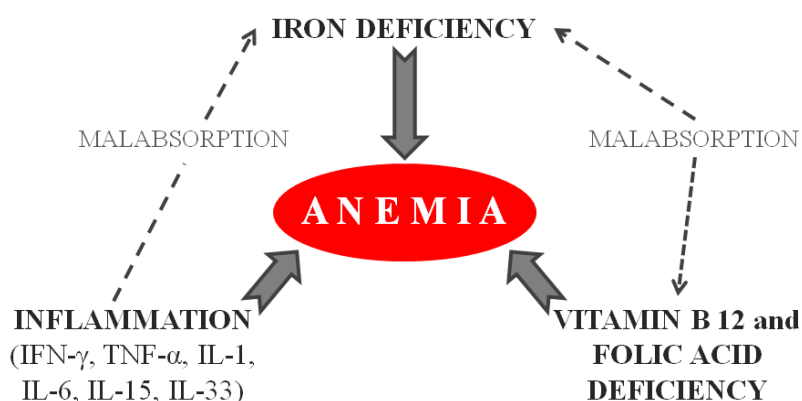 IRON DEFICIENCY
MALABSORPTION
MALABSORPTION
A N E M I A
INFLAMMATION
(IFN-γ, TNF-α, IL-1,
IL-6, IL-15, IL-33)
VITAMIN B 12 and
FOLIC ACID
DEFICIENCY